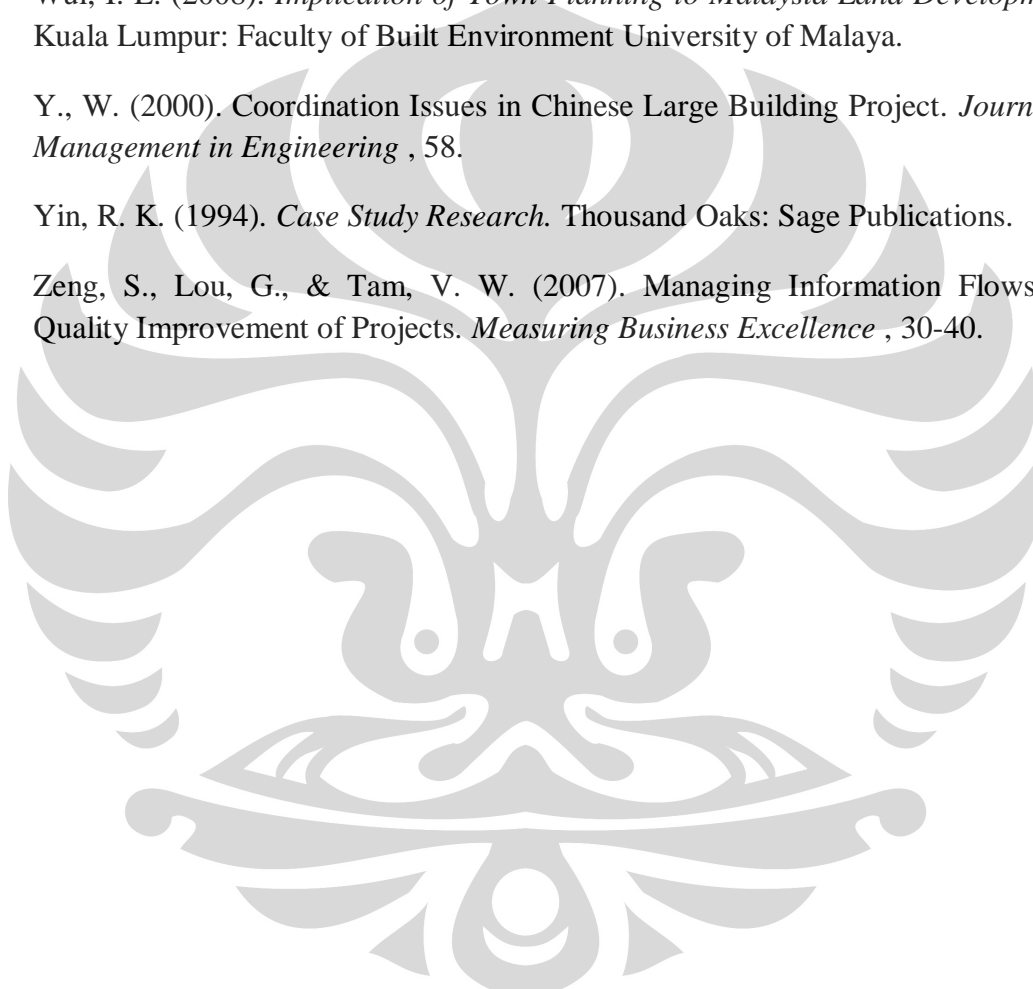 Kuala Lumpur: Faculty of Built Environment University of Malaya.
Y., W. (2000). Coordination Issues in Chinese Large Building Project. Journ
Management in Engineering , 58.
Yin, R. K. (1994). Case Study Research. Thousand Oaks: Sage Publications.
Zeng, S., Lou, G., & Tam, V. W. (2007). Managing Information Flows
Quality Improvement of Projects. Measuring Business Excellence , 30-40.